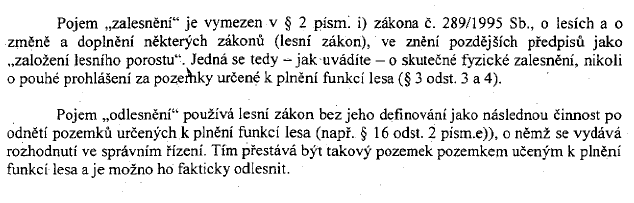 Pojem „zalesnění“ je vymezen v § 2 písm. i) zákona č. 289/1995 Sb., o lesích a o
změně a doplnění některých zákonů (lesní zákon), ve znění pozdějších předpisů jako
„založení lesního porostu“. Jedná se tedy – jak uvádíte – o skutečné fyzické zalesnění, nikoli
o pouhé prohlášení za pozemky určené k plnění funkcí lesa (§ 3 odst. 3 a 4).
Pojem „odlesnění“ používá lesní zákon bez jeho definování jako následnou činnost po
odnětí pozemků určených k plnění funkcí lesa (např. § 16 odst. 2 písm.e)), o němž se vydává
rozhodnutí ve správním řízení. Tím přestává být takový pozemek pozemkem učeným k plnění
funkcí lesa a je možno ho fakticky odlesnit.